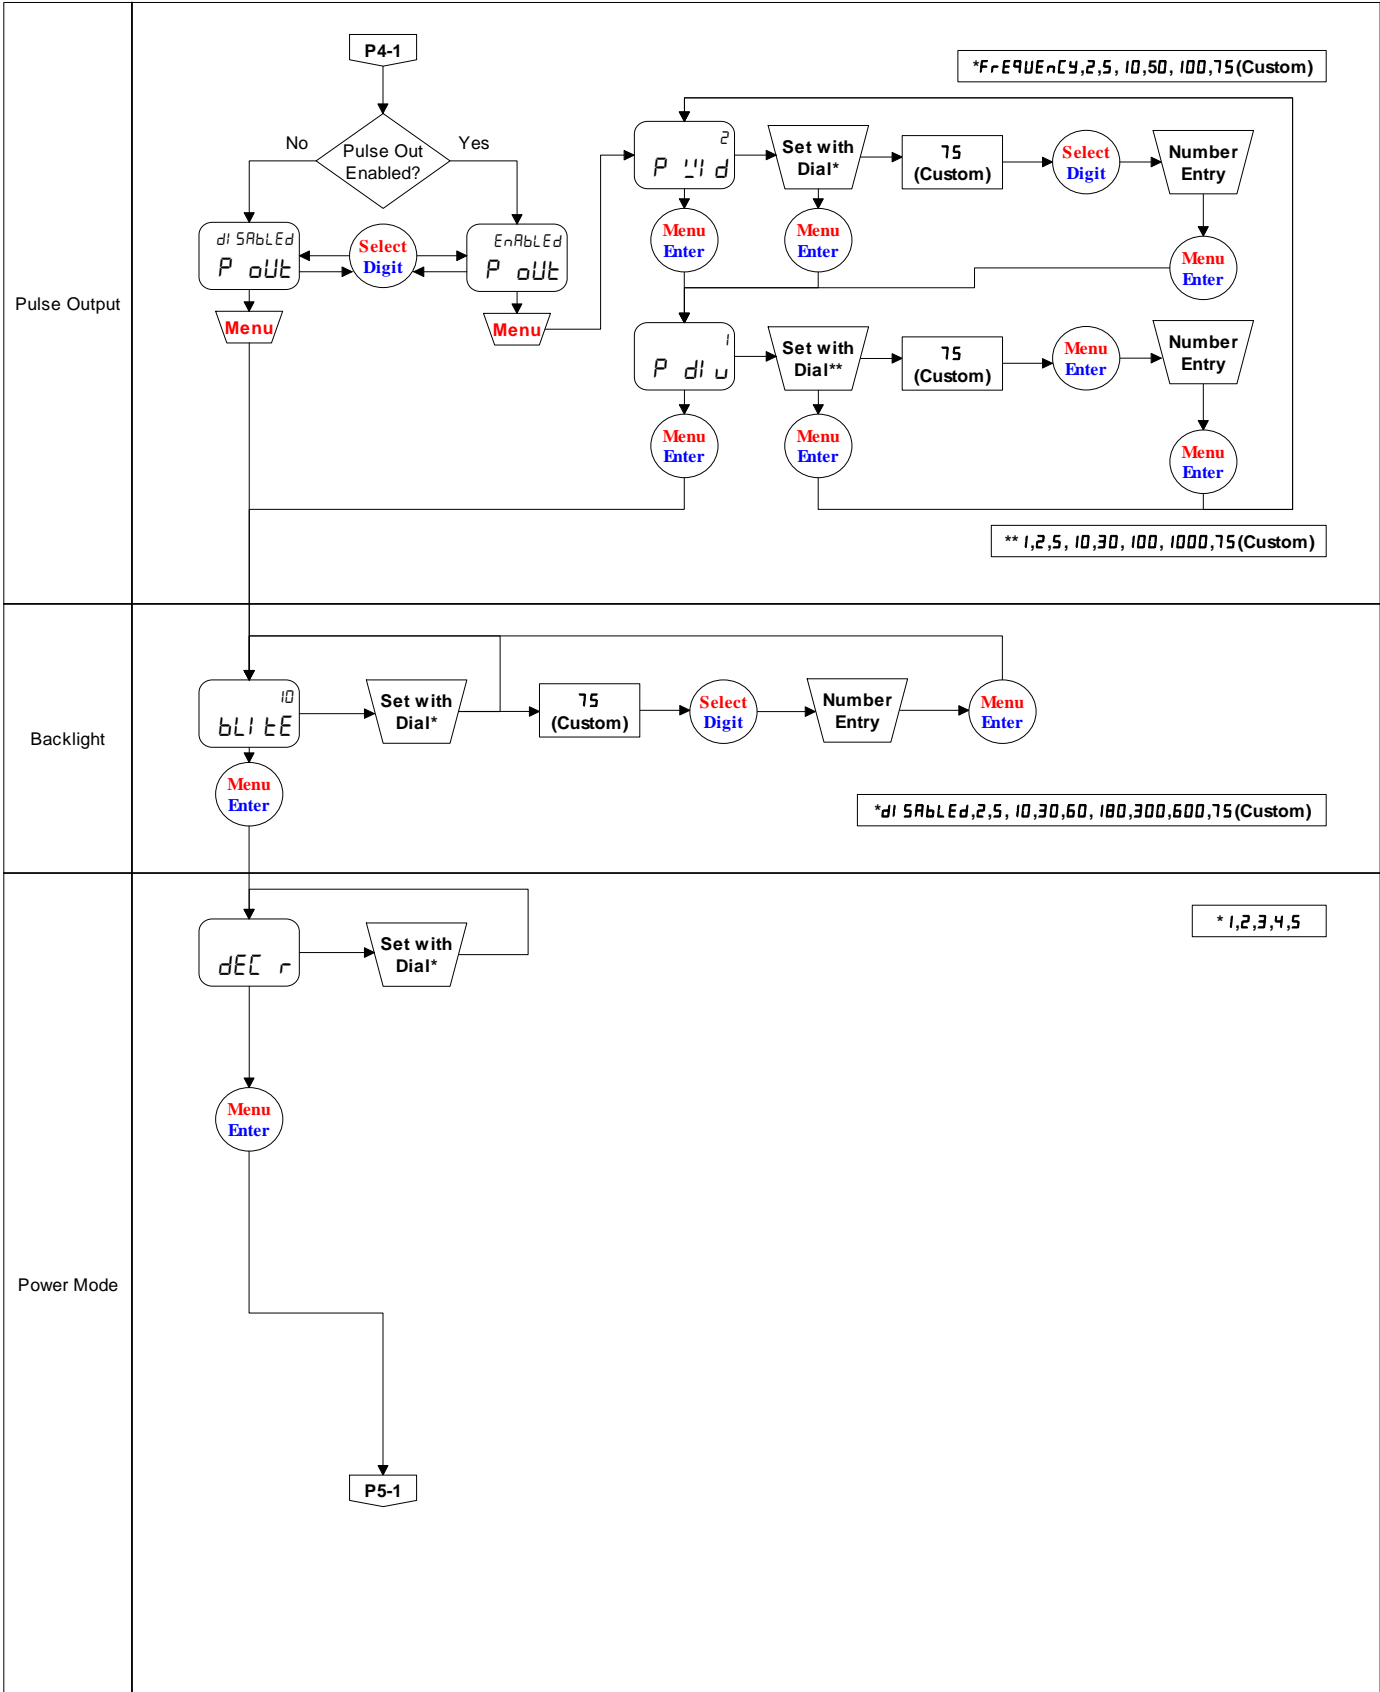 P4-1
*FrEqUEnCY,2,5, 10,50, 100,75(Custom)
No
Pulse Out
Enabled?
Yes
2
P Wid
Set with
Dial*
75
(Custom)
Select
Digit
Number
Entry
diSAbLEd
P oUt
Select
Digit
EnAbLEd
P oUt
Menu
Enter
Menu
Enter
Menu
Enter
Pulse Output
Menu
Menu
1
P diu
Set with
Dial**
75
(Custom)
Menu
Enter
Number
Entry
Menu
Enter
Menu
Enter
Menu
Enter
** 1,2,5, 10,30, 100, 1000,75(Custom)
Backlight
10
bLitE
Set with
Dial*
75
(Custom)
Select
Digit
Number
Entry
Menu
Enter
Menu
Enter
*diSAbLEd,2,5, 10,30,60, 180,300,600,75(Custom)
* 1,2,3,4,5
dEC r
Set with
Dial*
Menu
Enter
Power Mode
P5-1